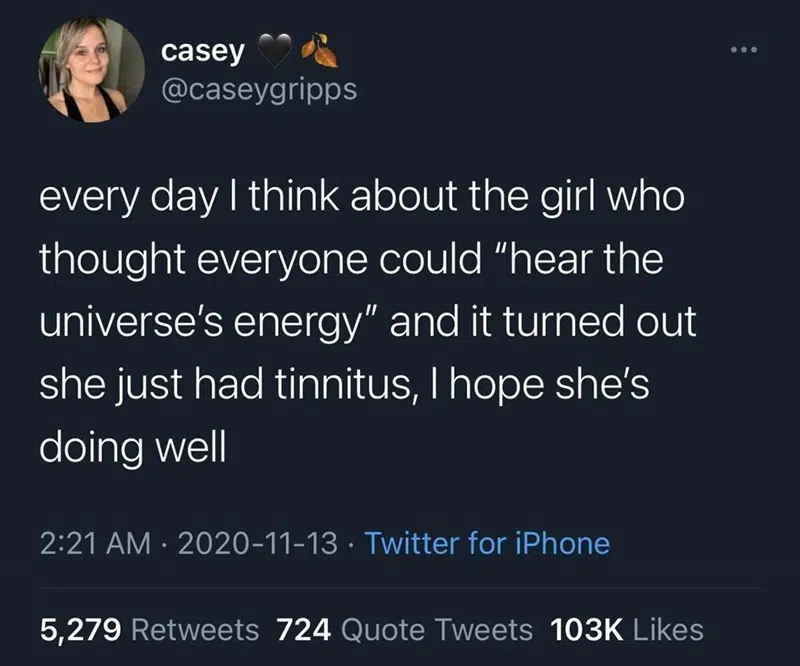 casey 🖤🍂
@caseygripps
every day I think about the girl who
thought everyone could “hear the
universe’s energy” and it turned out
she just had tinnitus, I hope she’s
doing well
2:21 AM · 2020-11-13 · Twitter for iPhone
5,279 Retweets 724 Quote Tweets 103K Likes